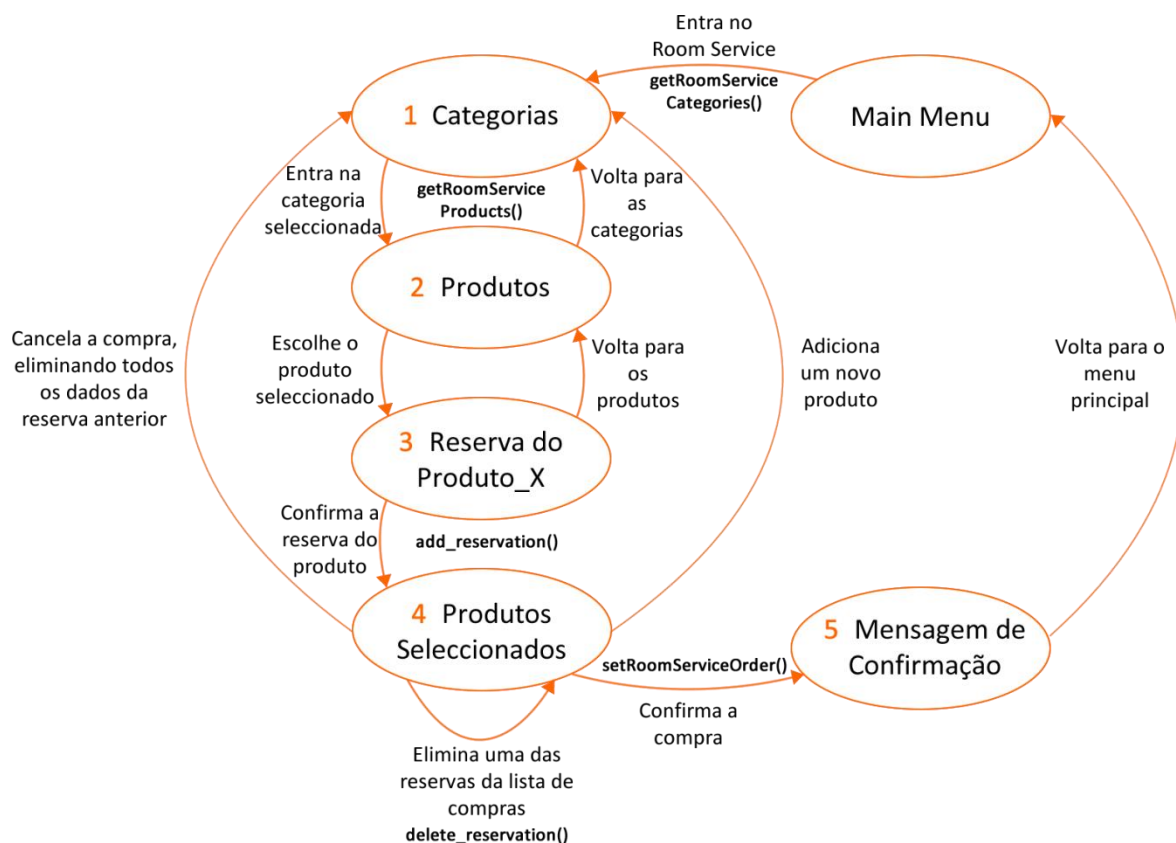 Entra no
Room Service
getRoomService
Categories()
1 Categorias
Main Menu
Entra na
categoria
seleccionada
getRoomService
Products()
Volta para
as
categorias
2 Produtos
Cancela a compra,
eliminando todos
os dados da
reserva anterior
Escolhe o
produto
seleccionado
Volta para
os
produtos
Adiciona
um novo
produto
Volta para o
menu
principal
3 Reserva do
Produto_X
Confirma a
reserva do
produto
add_reservation()
4 Produtos
Seleccionados
setRoomServiceOrder()
Confirma a
compra
5 Mensagem de
Confirmação
Elimina uma das
reservas da lista de
compras
delete_reservation()